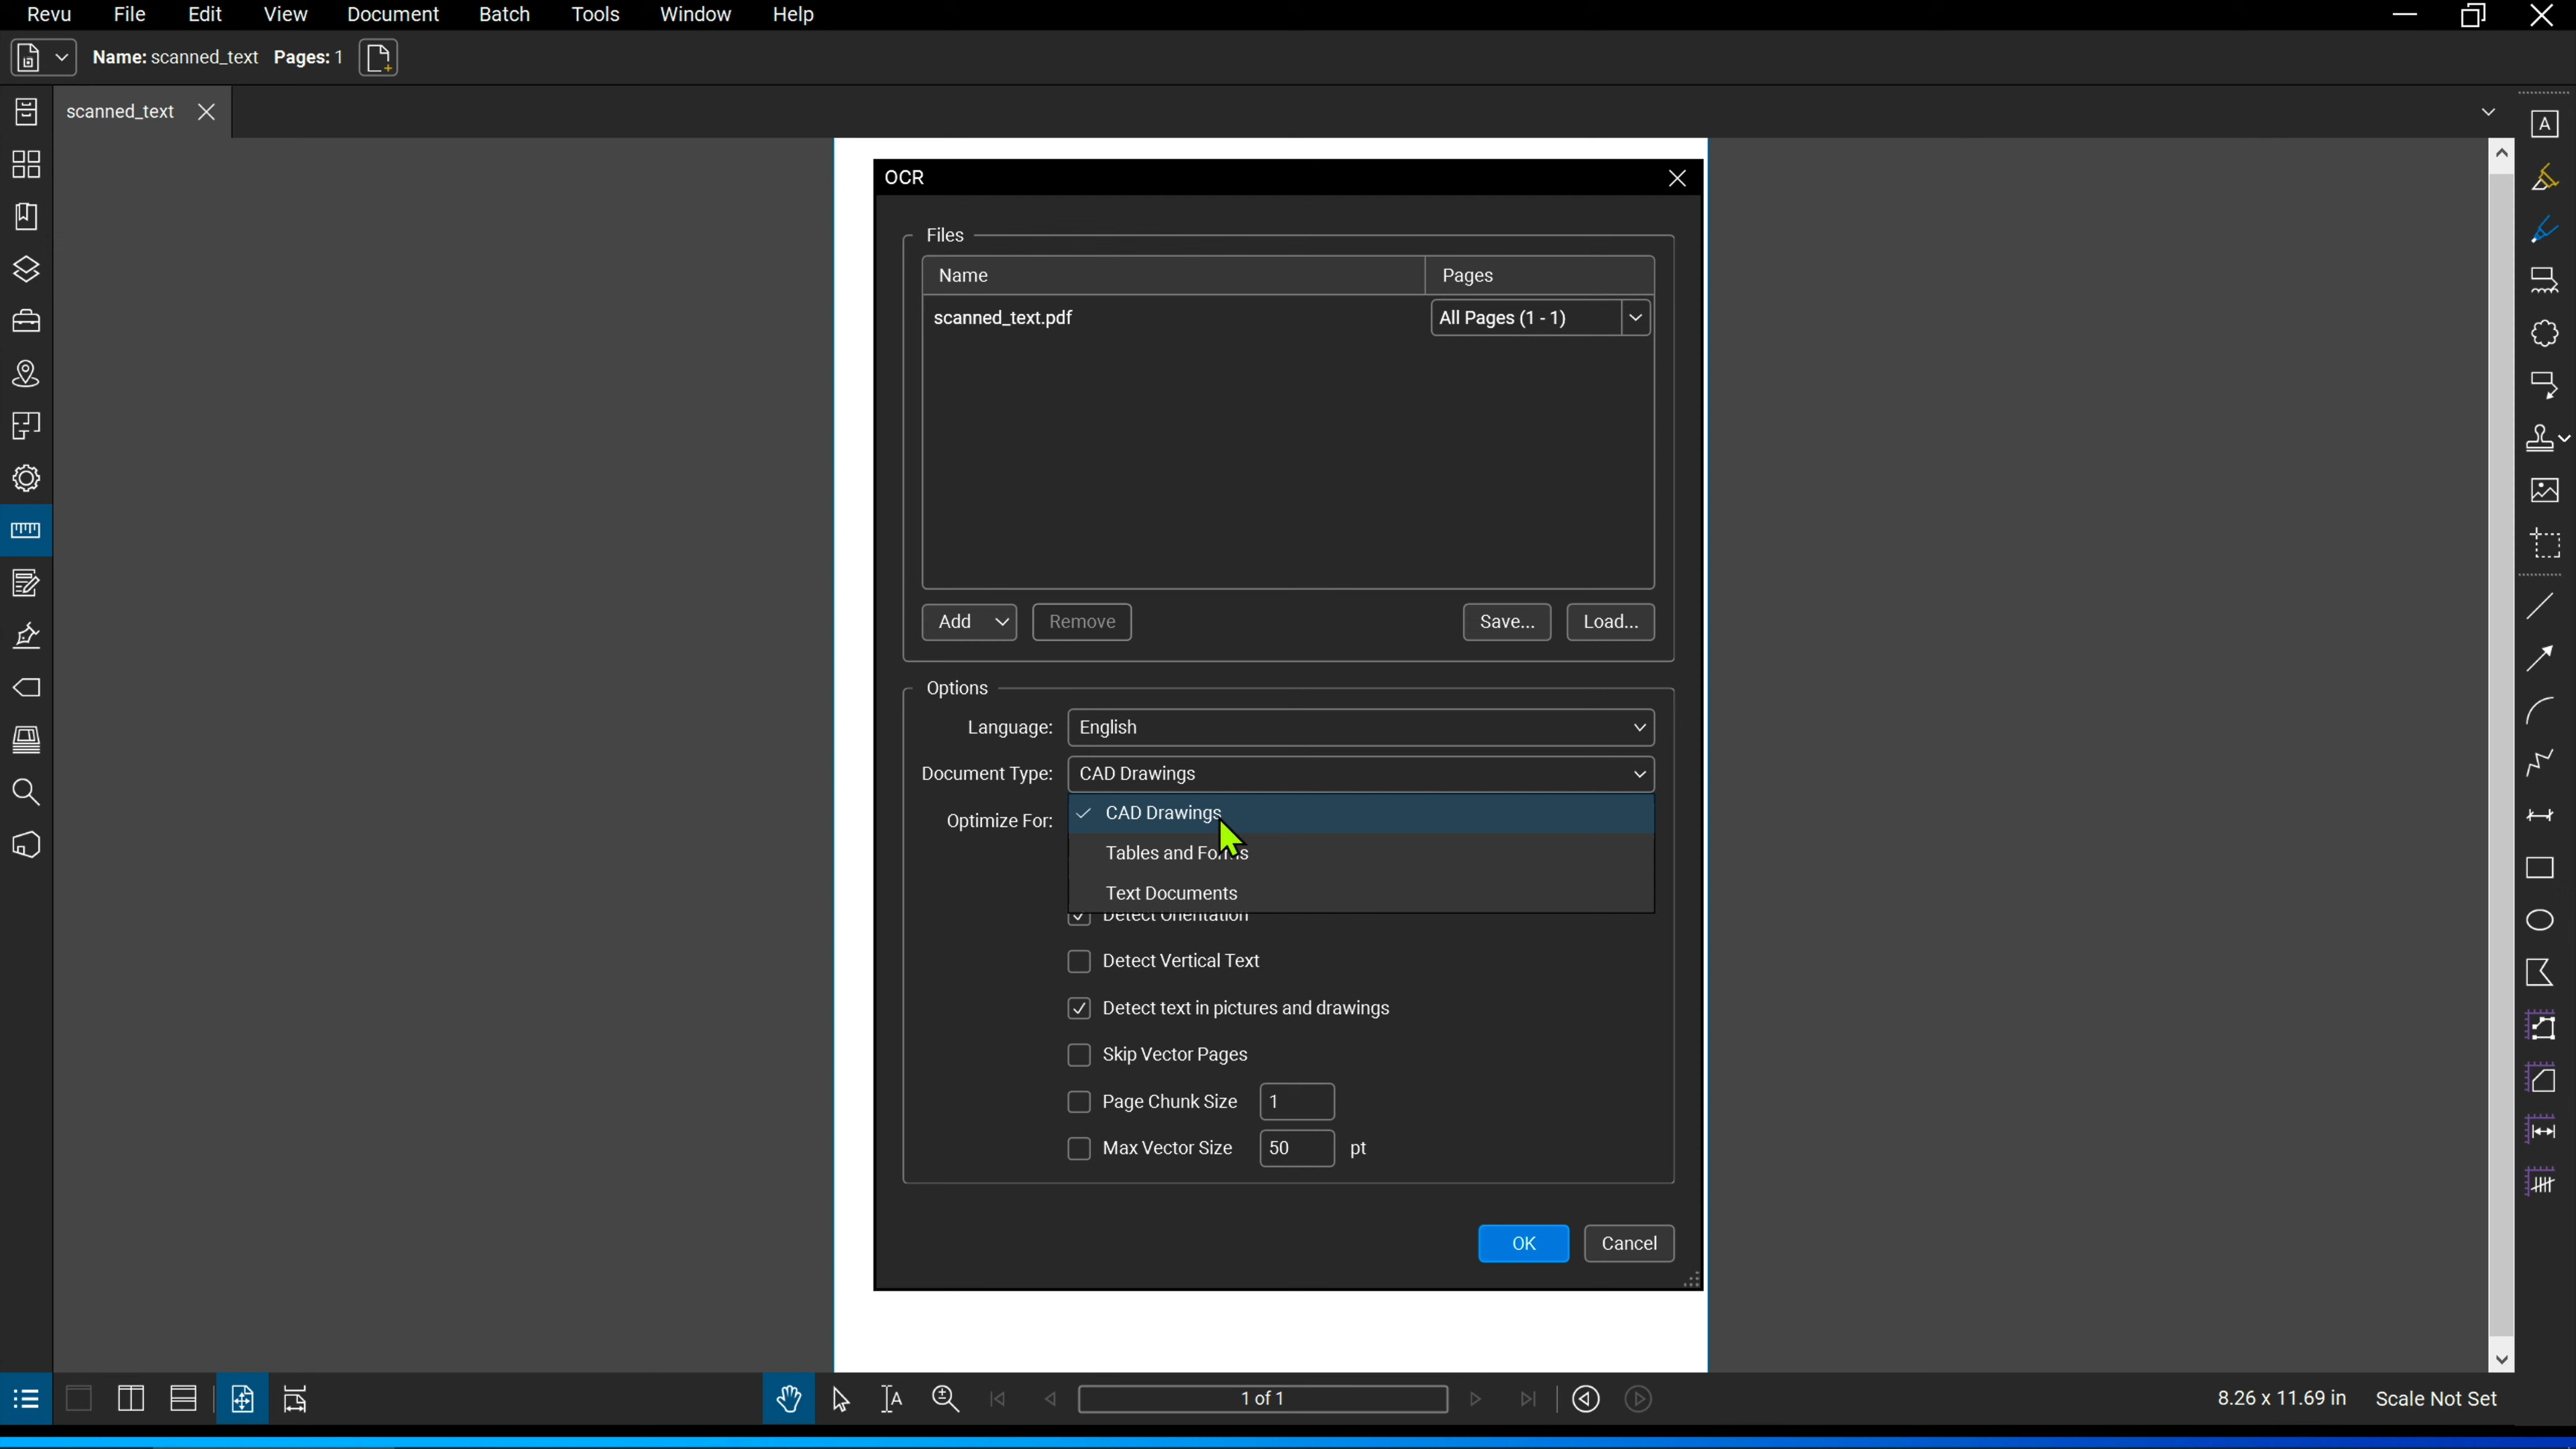 Revu File Edit View Document Batch Tools Window Help
Name: scanned_text Pages: 1
scanned_text
OCR
Files
Name Pages
scanned_text.pdf All Pages (1 - 1)
Add Remove Save... Load...
Options
Language: English
Document Type: CAD Drawings
Optimize For: CAD Drawings
Tables and Forms
Text Documents
Detect Orientation
Detect Vertical Text
Detect text in pictures and drawings
Skip Vector Pages
Page Chunk Size 1
Max Vector Size 50 pt
OK Cancel
1 of 1 8.26 x 11.69 in Scale Not Set